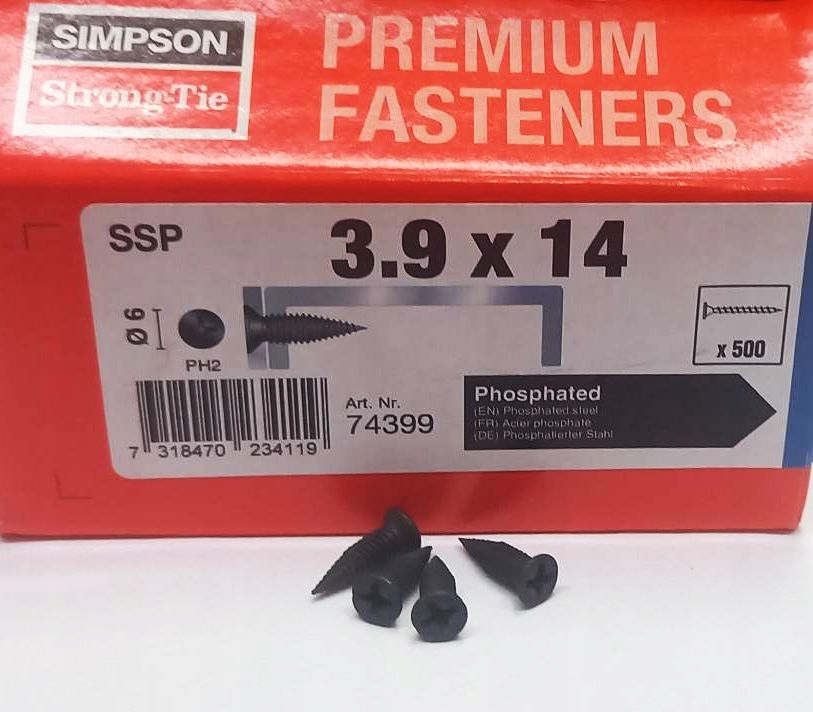 SIMPSON
Strong-Tie
PREMIUM
FASTENERS
SSP
3.9 x 14
Ø 6
PH2
x 500
Art. Nr.
74399
Phosphated
(EN) Phosphated steel
(FR) Acier phosphaté
(DE) Phosphatierter Stahl
7 318470 234119